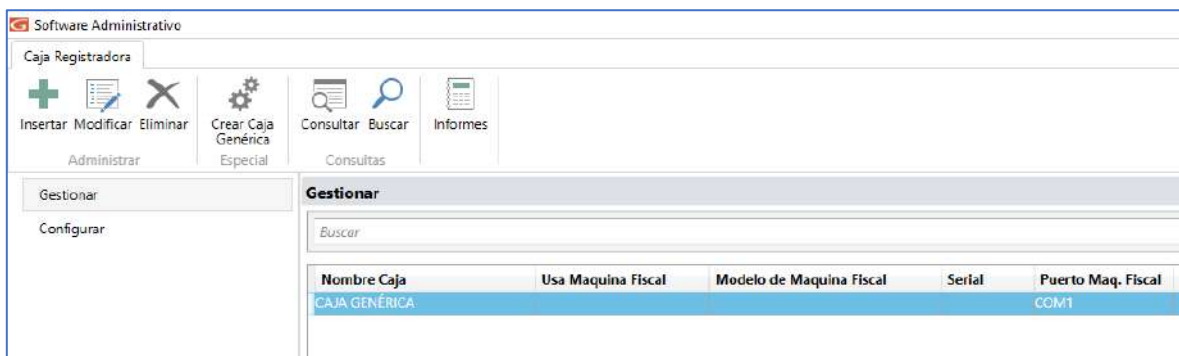 Software Administrativo
Caja Registradora
Insertar Modificar Eliminar Crear Caja Genérica Consultar Buscar Informes
Administrar Especial Consultas
Gestionar
Configurar
Gestionar
Buscar
Nombre Caja Usa Maquina Fiscal Modelo de Maquina Fiscal Serial Puerto Maq. Fiscal
CAJA GENÉRICA COM1